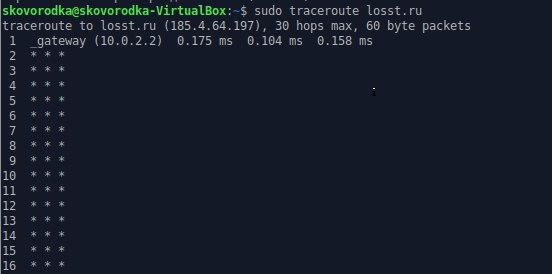 skovorodka@skovorodka-VirtualBox:~$ sudo traceroute losst.ru
traceroute to losst.ru (185.4.64.197), 30 hops max, 60 byte packets
1 _gateway (10.0.2.2) 0.175 ms 0.104 ms 0.158 ms
2 * * *
3 * * *
4 * * *
5 * * *
6 * * *
7 * * *
8 * * *
9 * * *
10 * * *
11 * * *
12 * * *
13 * * *
14 * * *
15 * * *
16 * * *